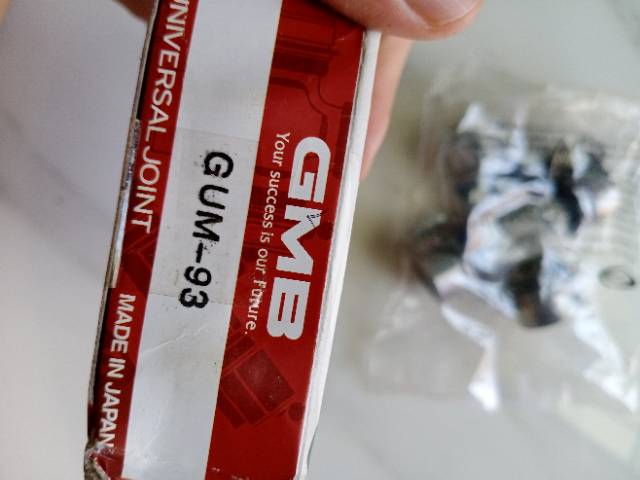 GMB
Your success is our Future.
GUM-93
UNIVERSAL JOINT
MADE IN JAPAN